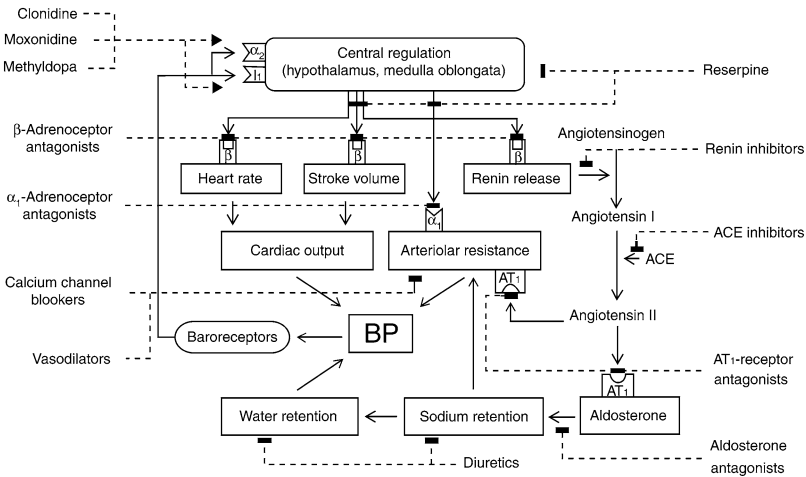 Clonidine
Moxonidine
Methyldopa
α2
I1
Central regulation
(hypothalamus, medulla oblongata)
Reserpine
β-Adrenoceptor
antagonists
β
β
β
Heart rate
Stroke volume
Renin release
Angiotensinogen
Renin inhibitors
α1-Adrenoceptor
antagonists
α1
Angiotensin I
ACE inhibitors
Cardiac output
Arteriolar resistance
ACE
AT1
Calcium channel
blookers
Angiotensin II
Baroreceptors
BP
Vasodilators
AT1-receptor
antagonists
AT1
Water retention
Sodium retention
Aldosterone
Diuretics
Aldosterone
antagonists